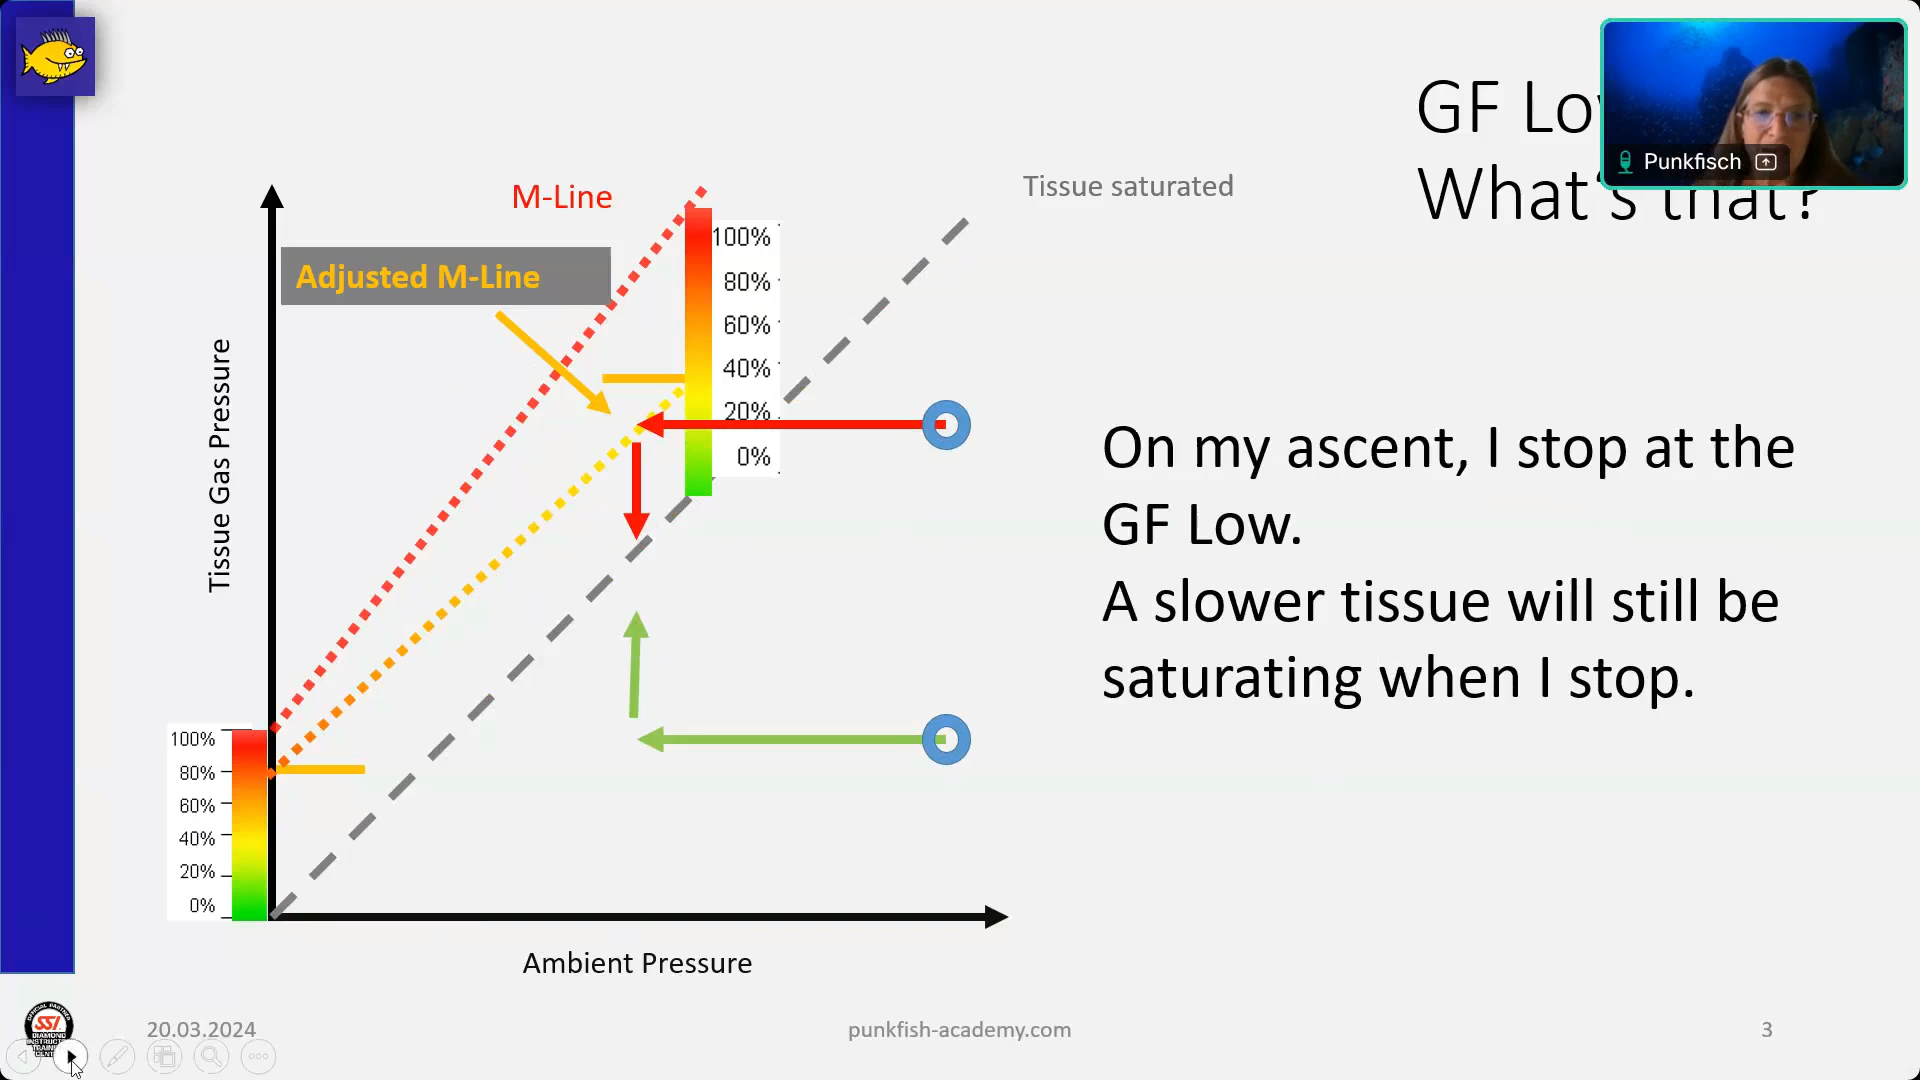 GF Lo
What's that?
Punkfisch
M-Line
Tissue saturated
Adjusted M-Line
100%
80%
60%
40%
20%
0%
Tissue Gas Pressure
On my ascent, I stop at the
GF Low.
A slower tissue will still be
saturating when I stop.
100%
80%
60%
40%
20%
0%
Ambient Pressure
SSI
20.03.2024
punkfish-academy.com
3